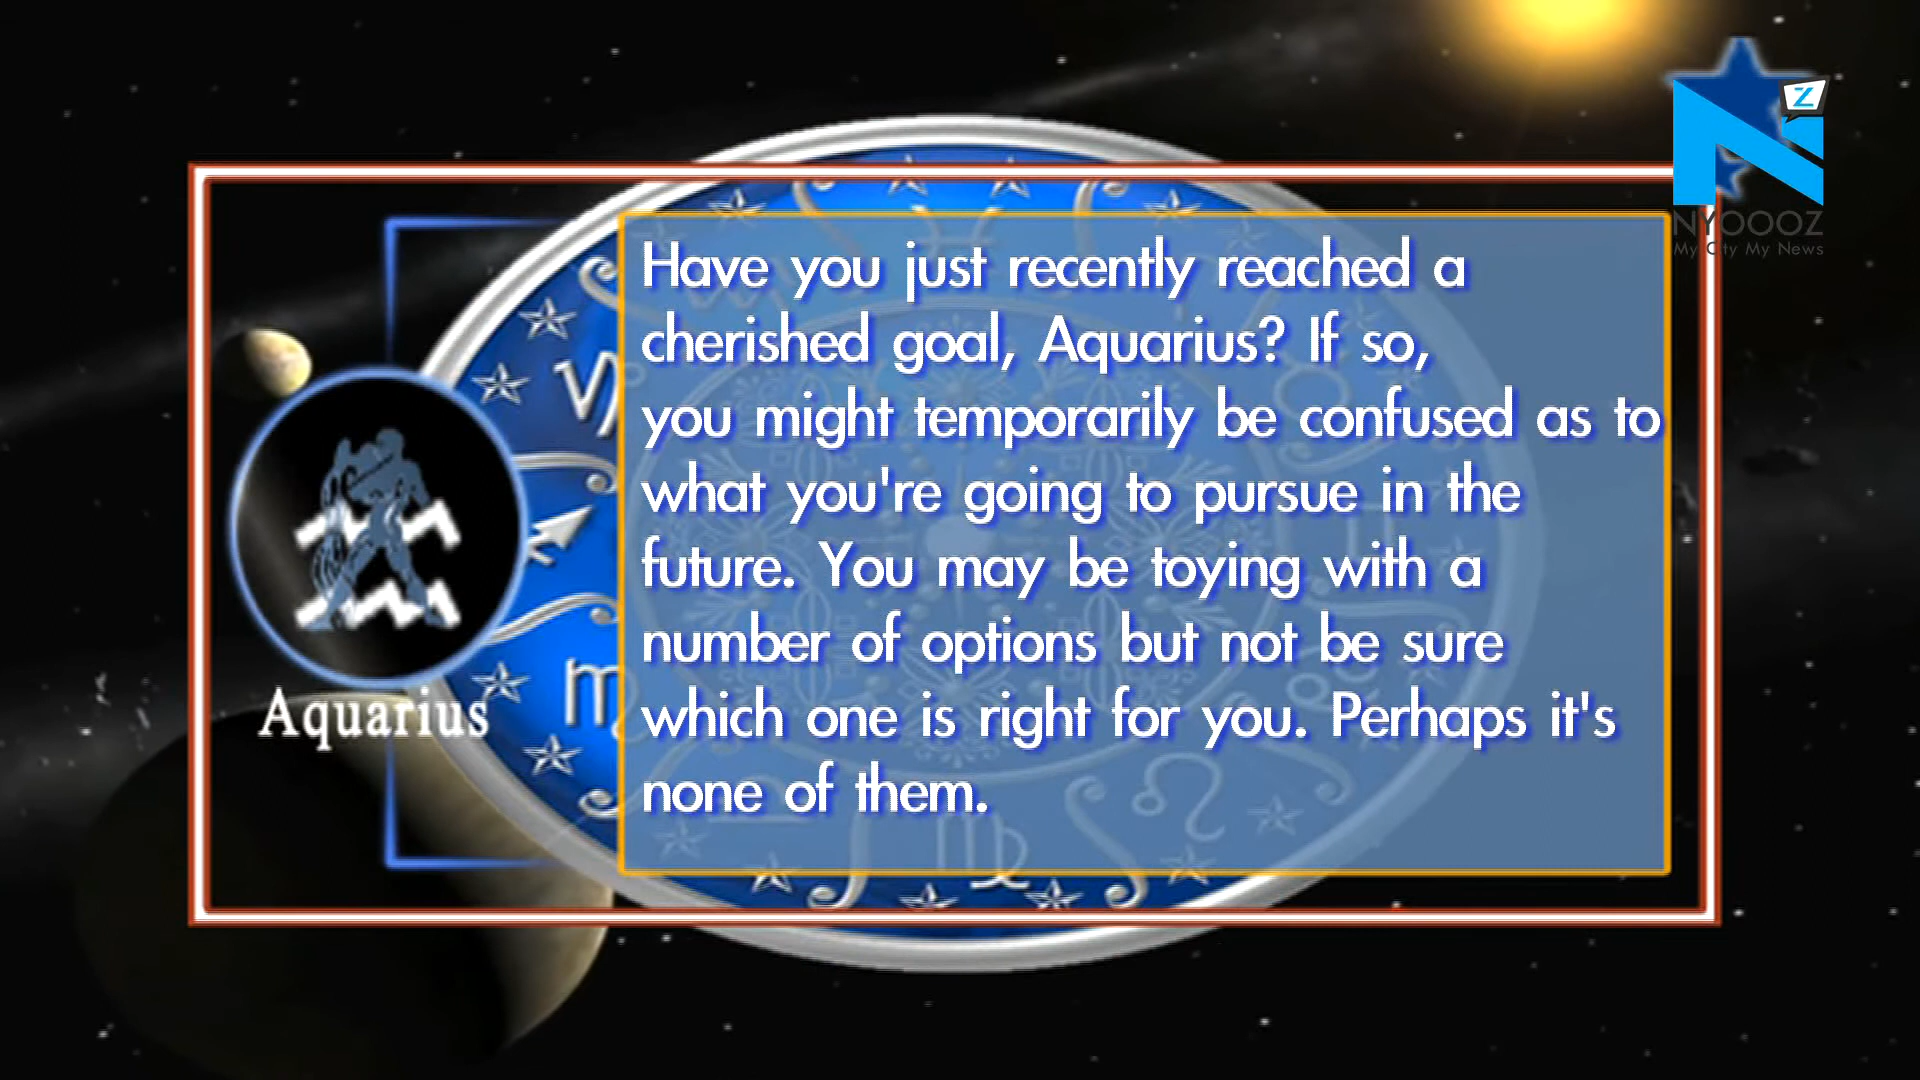 Z
NYOOOZ
My City My News
Have you just recently reached a
cherished goal, Aquarius? If so,
you might temporarily be confused as to
what you're going to pursue in the
future. You may be toying with a
number of options but not be sure
which one is right for you. Perhaps it's
none of them.
Aquarius